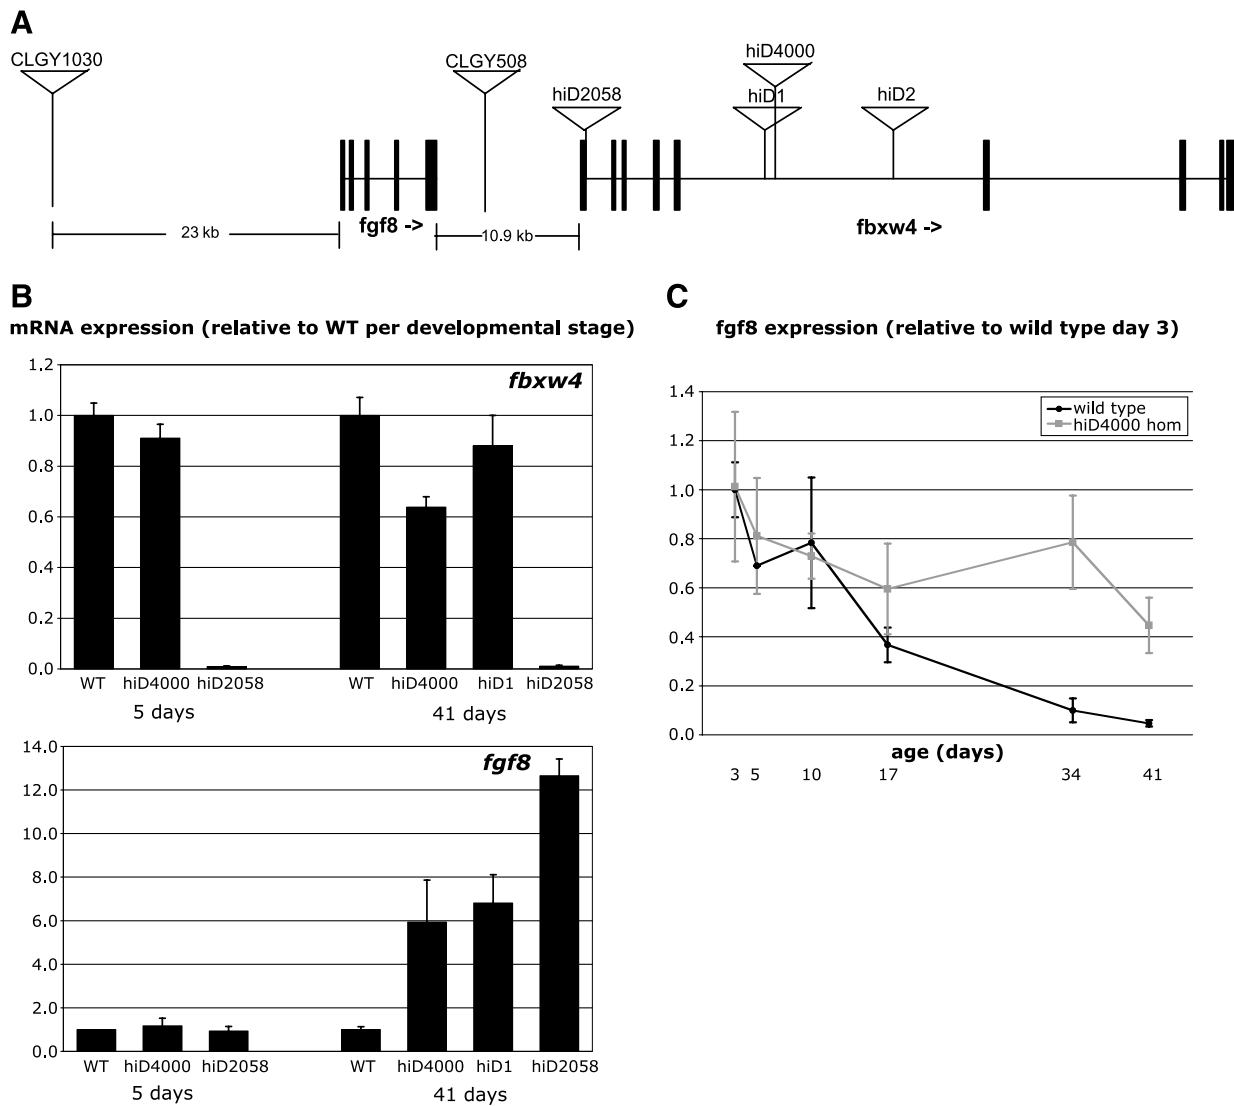 A
CLGY1030
CLGY508
hiD4000
hiD2058
hiD1
hiD2
23 kb
fgf8 ->
10.9 kb
fbxw4 ->
B
mRNA expression (relative to WT per developmental stage)
fbxw4
1.2
1.0
0.8
0.6
0.4
0.2
0.0
WT hiD4000 hiD2058 WT hiD4000 hiD1 hiD2058
5 days 41 days
fgf8
14.0
12.0
10.0
8.0
6.0
4.0
2.0
0.0
WT hiD4000 hiD2058 WT hiD4000 hiD1 hiD2058
5 days 41 days
C
fgf8 expression (relative to wild type day 3)
wild type
hiD4000 hom
1.4
1.2
1.0
0.8
0.6
0.4
0.2
0.0
age (days)
3 5 10 17 34 41